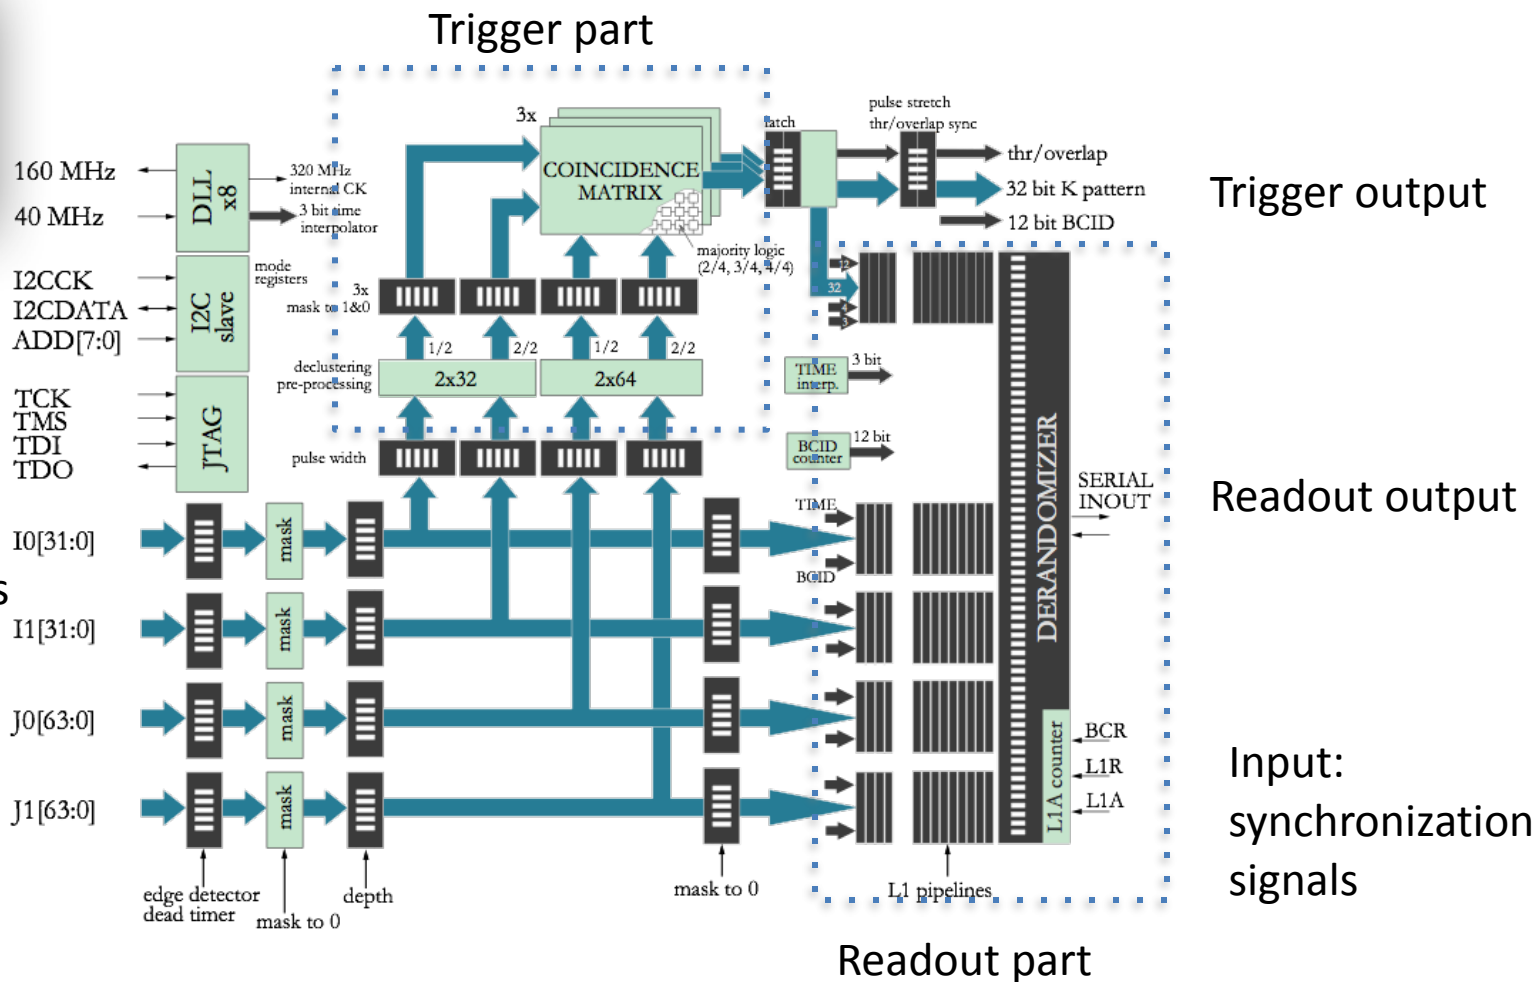 Trigger part
160 MHz
40 MHz
DLL
x8
320 MHz
internal CK
3 bit time
interpolator
I2CCK
I2CDATA
ADD[7:0]
I2C
slave
mode
registers
TCK
TMS
TDI
TDO
JTAG
3x
COINCIDENCE
MATRIX
majority logic
(2/4, 3/4, 4/4)
3x
mask to 1&0
1/2
2/2
1/2
2/2
declustering
pre-processing
2x32
2x64
pulse width
latch
pulse stretch
thr/overlap sync
thr/overlap
32 bit K pattern
12 bit BCID
Trigger output
12
32
TIME
interp.
3 bit
BCID
counter
12 bit
TIME
BCID
DERANDOMIZER
SERIAL
INOUT
Readout output
I0[31:0]
mask
I1[31:0]
s
mask
J0[63:0]
mask
J1[63:0]
mask
L1A counter
BCR
L1R
L1A
Input:
synchronization
signals
edge detector
dead timer
mask to 0
depth
mask to 0
L1 pipelines
Readout part